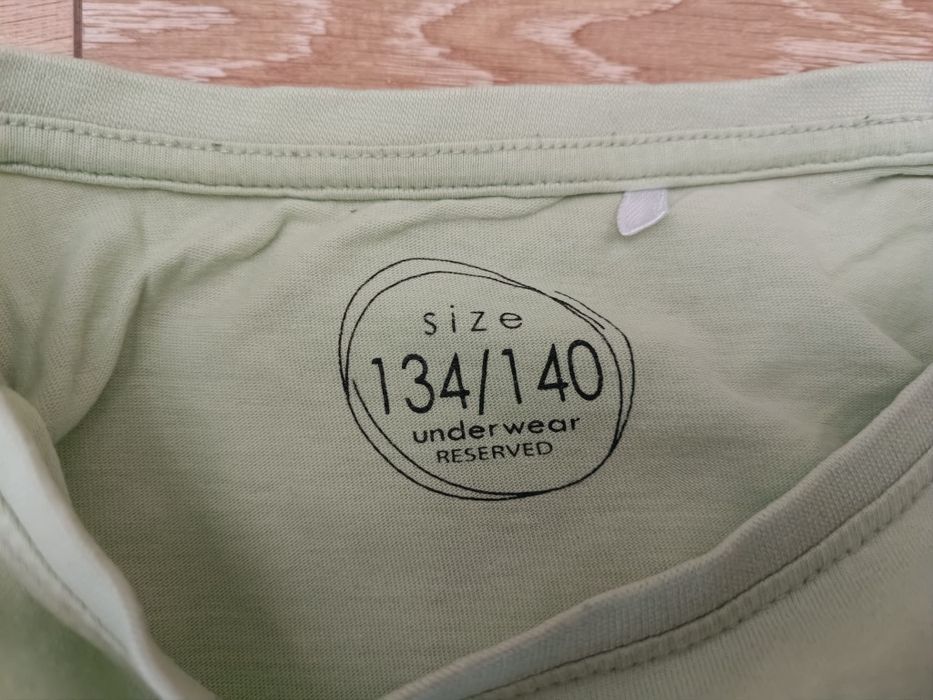 size
134/140
underwear
RESERVED